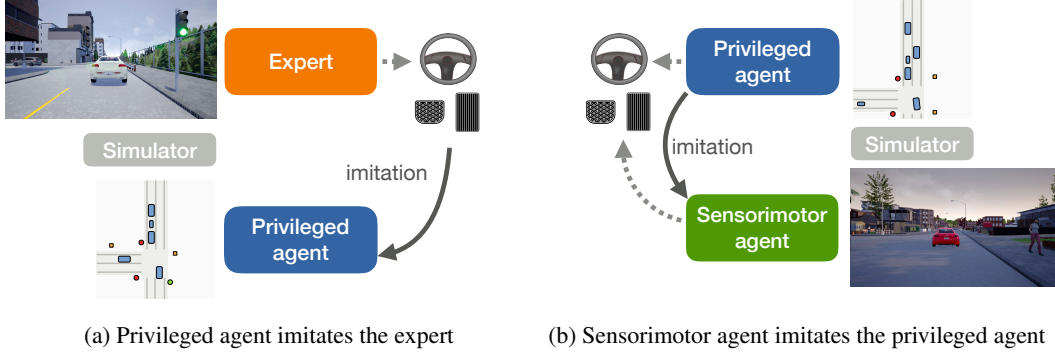 Expert
Simulator
imitation
Privileged
agent
(a) Privileged agent imitates the expert
Privileged
agent
imitation
Simulator
Sensorimotor
agent
(b) Sensorimotor agent imitates the privileged agent